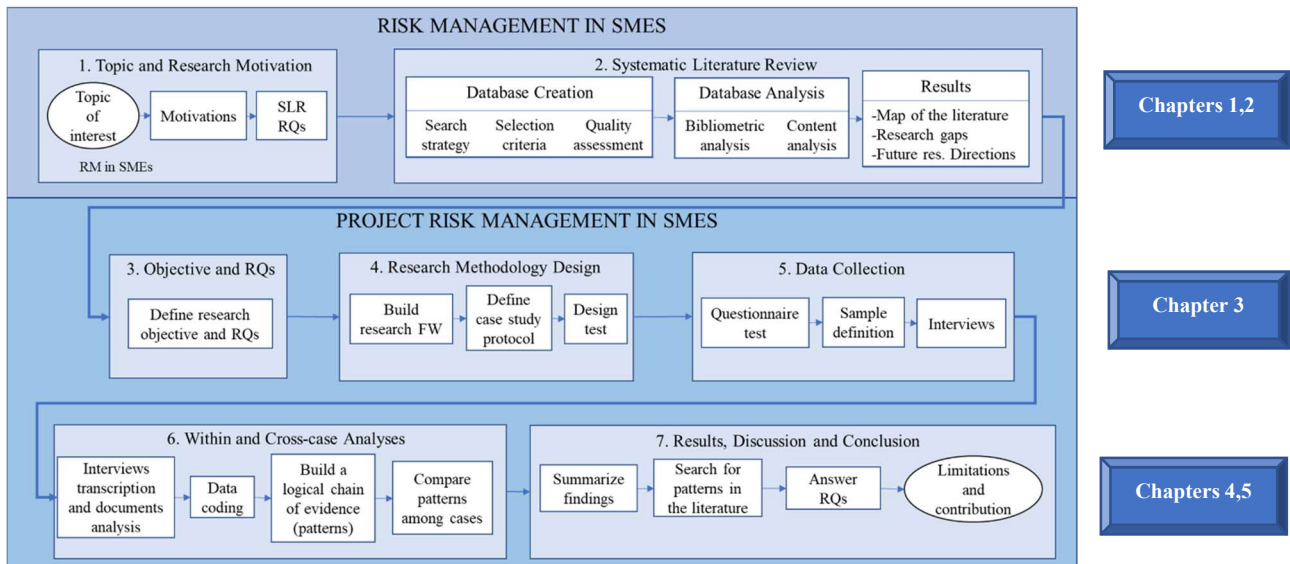 RISK MANAGEMENT IN SMES
1. Topic and Research Motivation
Topic
of
interest
Motivations
SLR
RQs
RM in SMEs
2. Systematic Literature Review
Database Creation
Search
strategy
Selection
criteria
Quality
assessment
Database Analysis
Bibliometric
analysis
Content
analysis
Results
-Map of the literature
-Research gaps
-Future res. Directions
Chapters 1,2
PROJECT RISK MANAGEMENT IN SMES
3. Objective and RQs
Define research
objective and RQs
4. Research Methodology Design
Build
research FW
Define
case study
protocol
Design
test
5. Data Collection
Questionnaire
test
Sample
definition
Interviews
Chapter 3
6. Within and Cross-case Analyses
Interviews
transcription
and documents
analysis
Data
coding
Build a
logical chain
of evidence
(patterns)
Compare
patterns
among cases
7. Results, Discussion and Conclusion
Summarize
findings
Search for
patterns in
the literature
Answer
RQs
Limitations
and
contribution
Chapters 4,5